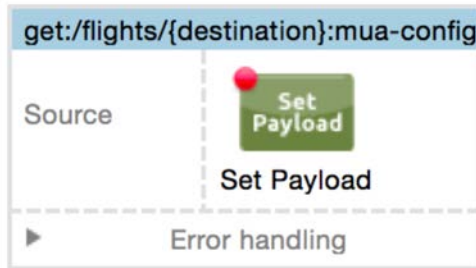 get:/flights/{destination}:mua-config
Source
Set
Payload
Set Payload
Error handling